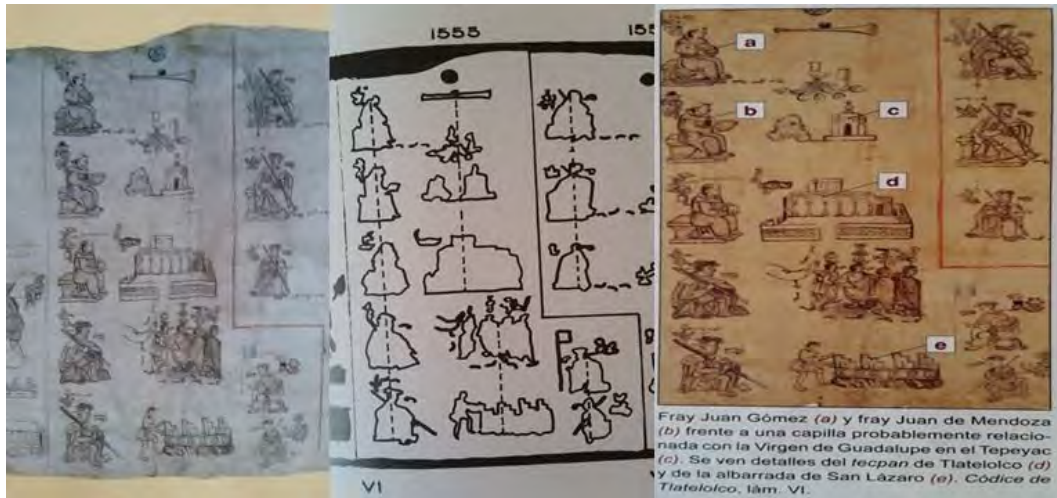 1555
155
VI
a
b
c
d
e
Fray Juan Gómez (a) y fray Juan de Mendoza
(b) frente a una capilla probablemente relacio-
nada con la Virgen de Guadalupe en el Tepeyac
(c). Se ven detalles del tecpan de Tlatelolco (d)
y de la albarrada de San Lázaro (e). Códice de
Tlatelolco, lám. VI.